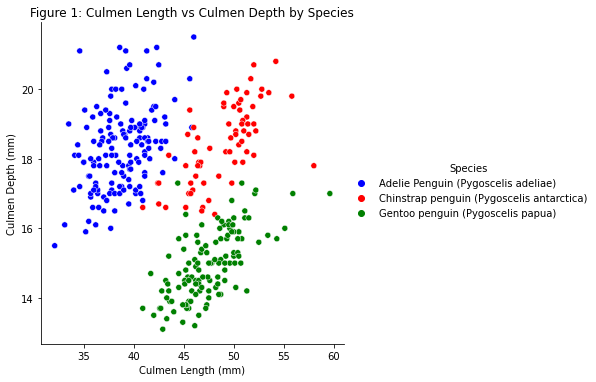 Figure 1: Culmen Length vs Culmen Depth by Species
Culmen Depth (mm)
20
18
16
14
35
40
45
50
55
60
Culmen Length (mm)
Species
Adelie Penguin (Pygoscelis adeliae)
Chinstrap penguin (Pygoscelis antarctica)
Gentoo penguin (Pygoscelis papua)